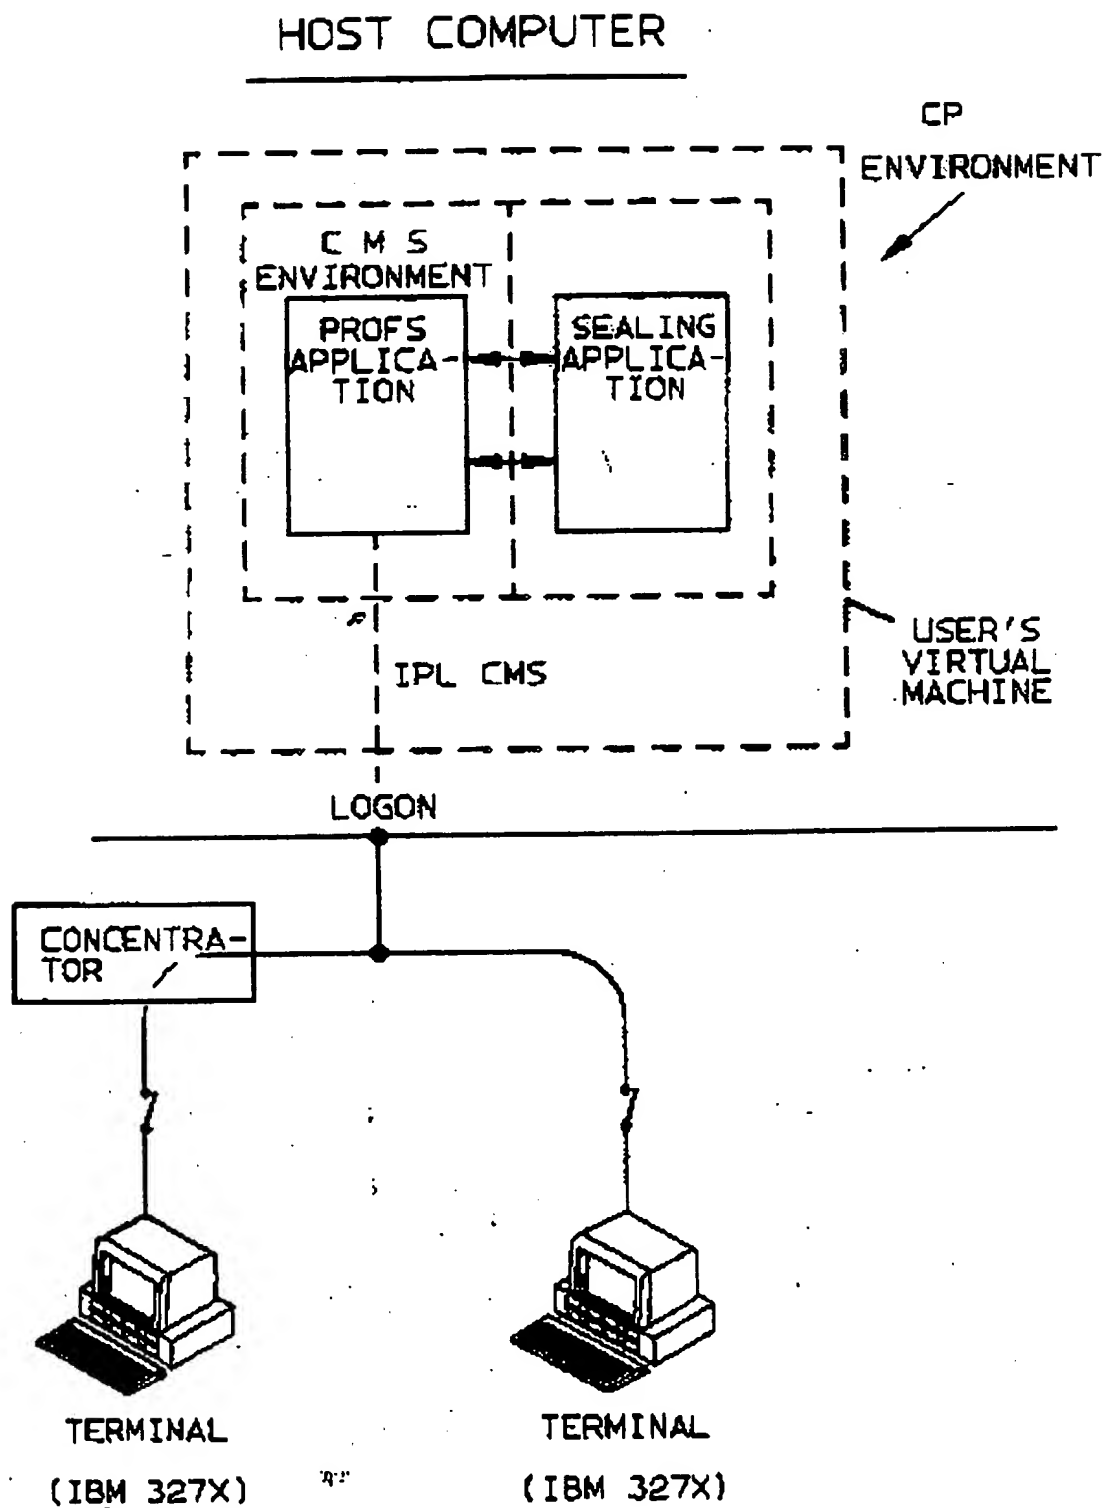 HOST COMPUTER
CP
ENVIRONMENT
C M S
ENVIRONMENT
PROFS
APPLICA-
TION
SEALING
APPLICA-
TION
USER'S
VIRTUAL
MACHINE
IPL CMS
LOGON
CONCENTRA-
TOR
TERMINAL
(IBM 327X)
TERMINAL
(IBM 327X)